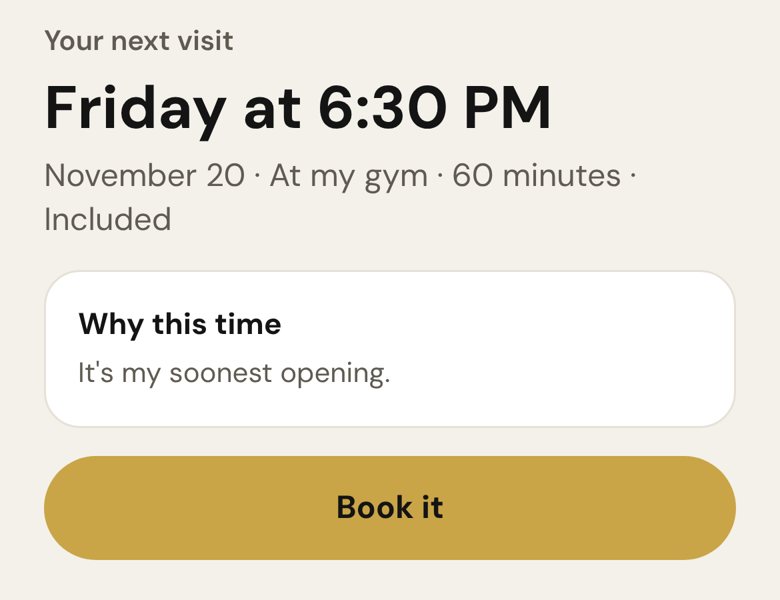 Your next visit
Friday at 6:30 PM
November 20 · At my gym · 60 minutes ·
Included
Why this time
It's my soonest opening.
Book it